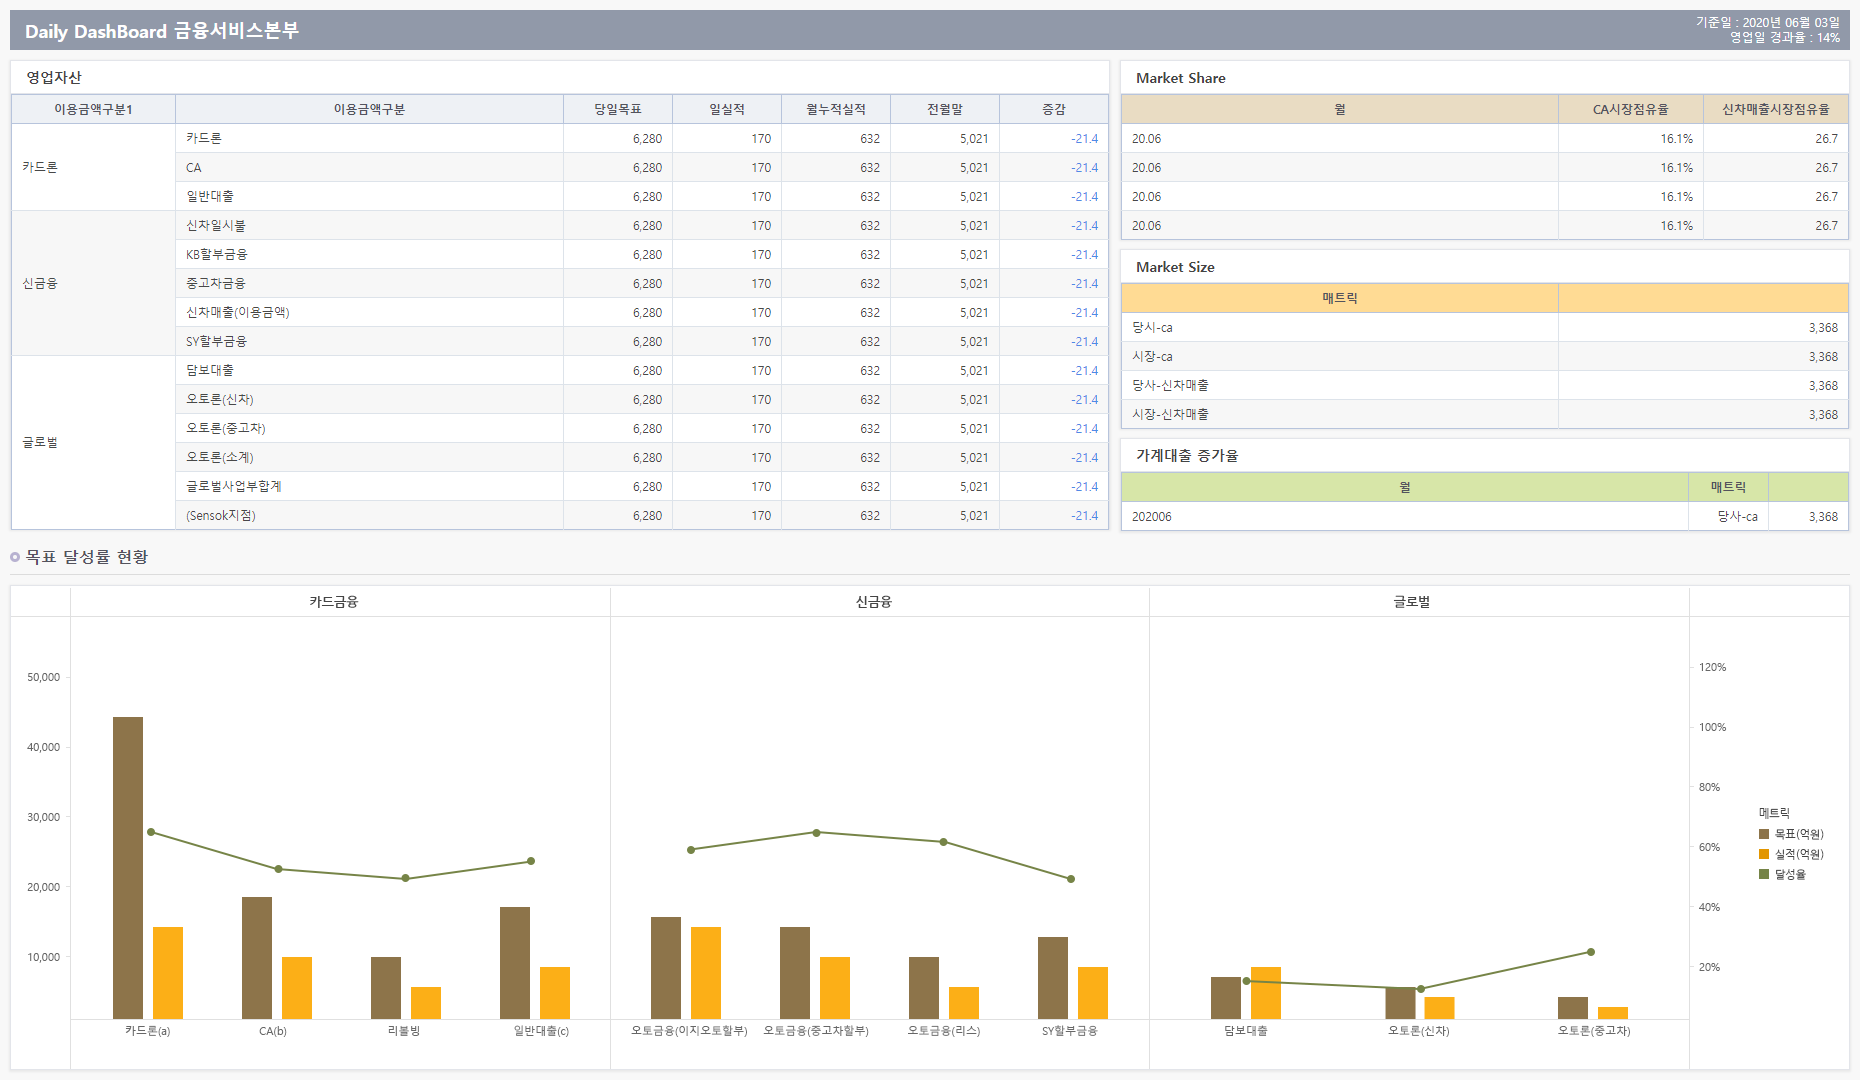 Daily DashBoard 금융서비스본부
기준일 : 2020년 06월 03일
영업일 경과율 : 14%
영업자산
이용금액구분1 이용금액구분 당일목표 일실적 월누적실적 전월말 증감
카드론 카드론 6,280 170 632 5,021 -21.4
CA 6,280 170 632 5,021 -21.4
일반대출 6,280 170 632 5,021 -21.4
신금융 신차일시불 6,280 170 632 5,021 -21.4
KB할부금융 6,280 170 632 5,021 -21.4
중고차금융 6,280 170 632 5,021 -21.4
신차매출(이용금액) 6,280 170 632 5,021 -21.4
SY할부금융 6,280 170 632 5,021 -21.4
글로벌 담보대출 6,280 170 632 5,021 -21.4
오토론(신차) 6,280 170 632 5,021 -21.4
오토론(중고차) 6,280 170 632 5,021 -21.4
오토론(소계) 6,280 170 632 5,021 -21.4
글로벌사업부합계 6,280 170 632 5,021 -21.4
(Sensok지점) 6,280 170 632 5,021 -21.4
Market Share
월 CA시장점유율 신차매출시장점유율
20.06 16.1% 26.7
20.06 16.1% 26.7
20.06 16.1% 26.7
20.06 16.1% 26.7
Market Size
매트릭
당시-ca 3,368
시장-ca 3,368
당사-신차매출 3,368
시장-신차매출 3,368
가계대출 증가율
월 매트릭
202006 당사-ca 3,368
목표 달성률 현황
카드금융 신금융 글로벌
50,000
40,000
30,000
20,000
10,000
카드론(a) CA(b) 리볼빙 일반대출(c) 오토금융(이지오토할부) 오토금융(중고차할부) 오토금융(리스) SY할부금융 담보대출 오토론(신차) 오토론(중고차)
120%
100%
80%
60%
40%
20%
매트릭
목표(억원)
실적(억원)
달성율